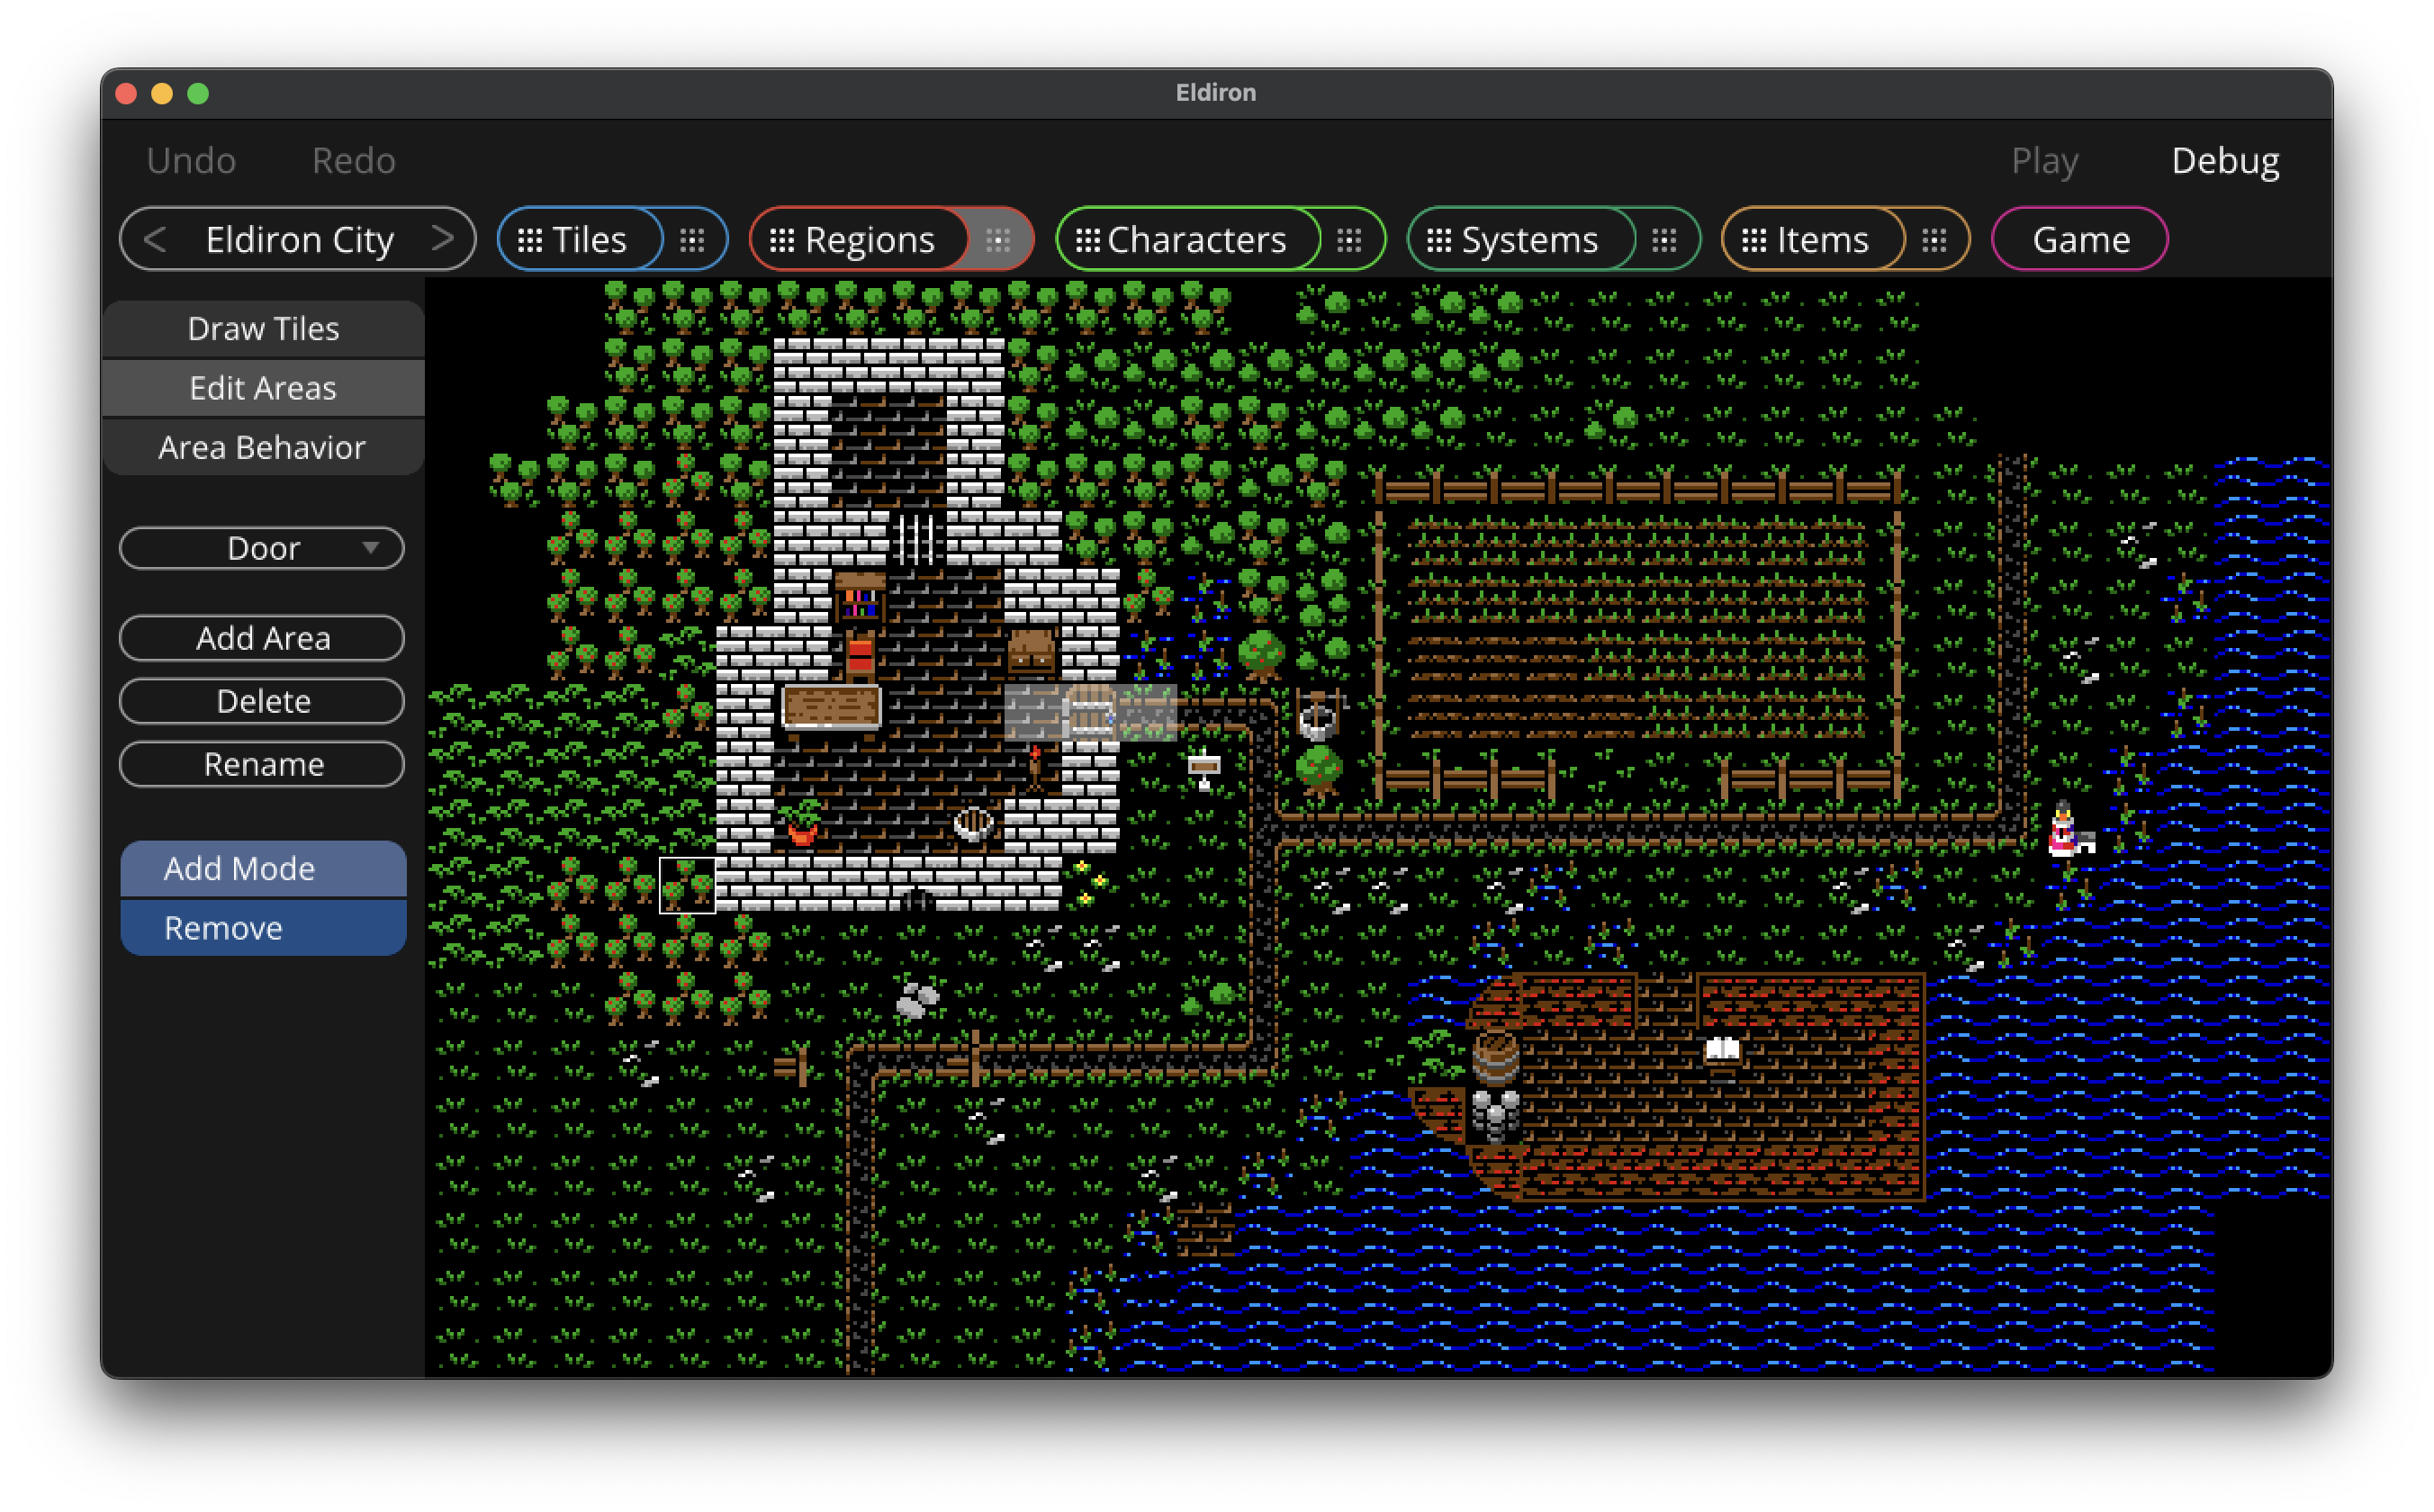 Eldiron
Undo Redo Play Debug
< Eldiron City > Tiles Regions Characters Systems Items Game
Draw Tiles
Edit Areas
Area Behavior
Door
Add Area
Delete
Rename
Add Mode
Remove